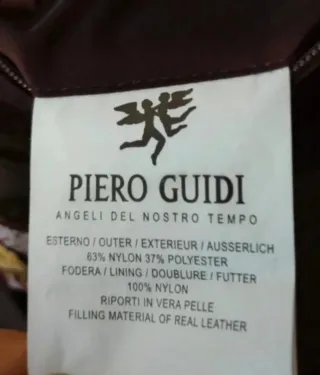 PIERO GUIDI
ANGELI DEL NOSTRO TEMPO
ESTERNO / OUTER / EXTERIEUR / AUSSERLICH
63% NYLON 37% POLYESTER
FODERA / LINING / DOUBLURE / FUTTER
100% NYLON
RIPORTI IN VERA PELLE
FILLING MATERIAL OF REAL LEATHER